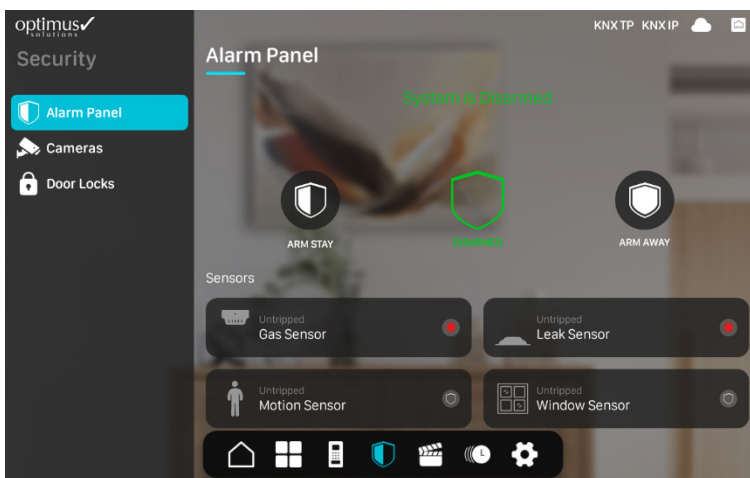 optimus✓
solutions
KNX TP KNX IP
Security
Alarm Panel
Alarm Panel
Cameras
Door Locks
System is Disarmed
ARM STAY
DISARMED
ARM AWAY
Sensors
Untripped
Gas Sensor
Untripped
Leak Sensor
Untripped
Motion Sensor
Untripped
Window Sensor